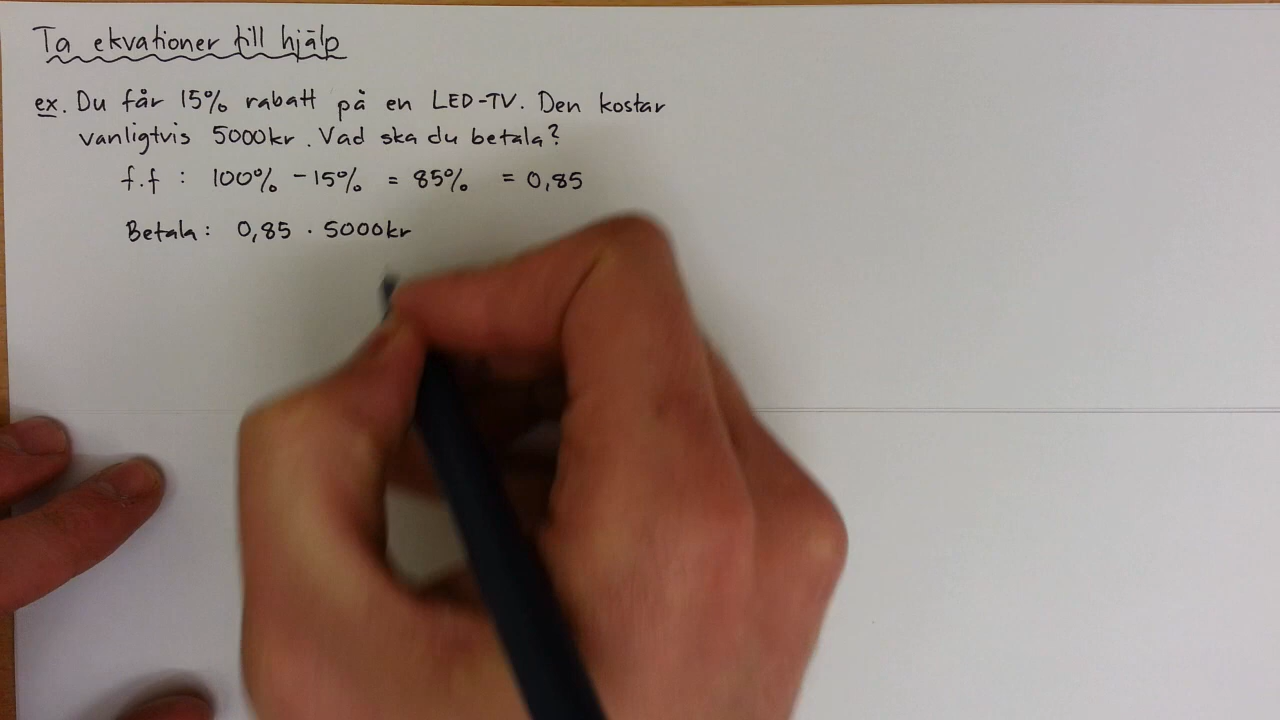 Ta ekvationer till hjälp
ex. Du får 15% rabatt på en LED-TV. Den kostar
vanligtvis 5000kr. Vad ska du betala?
f.f : 100% - 15% = 85% = 0,85
Betala: 0,85 · 5000kr